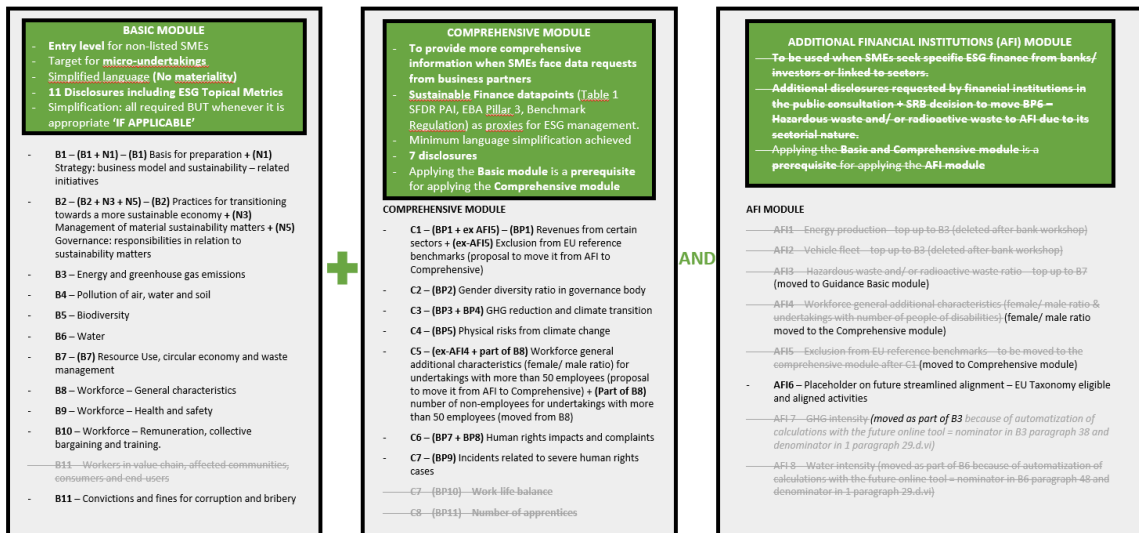 BASIC MODULE
- Entry level for non-listed SMEs
- Target for micro-undertakings
- Simplified language (No materiality)
- 11 Disclosures including ESG Topical Metrics
- Simplification: all required BUT whenever it is
appropriate ‘IF APPLICABLE’
- B1 – (B1 + N1) – (B1) Basis for preparation + (N1)
Strategy: business model and sustainability – related
initiatives
- B2 – (B2 + N3 + N5) – (B2) Practices for transitioning
towards a more sustainable economy + (N3)
Management of material sustainability matters + (N5)
Governance: responsibilities in relation to
sustainability matters
- B3 – Energy and greenhouse gas emissions
- B4 – Pollution of air, water and soil
- B5 – Biodiversity
- B6 – Water
- B7 – (B7) Resource Use, circular economy and waste
management
- B8 – Workforce – General characteristics
- B9 – Workforce – Health and safety
- B10 – Workforce – Remuneration, collective
bargaining and training.
- B11 – Workers in value chain, affected communities,
consumers and end-users
- B11 – Convictions and fines for corruption and bribery
+
COMPREHENSIVE MODULE
- To provide more comprehensive
information when SMEs face data requests
from business partners
- Sustainable Finance datapoints (Table 1
SFDR PAI, EBA Pillar 3, Benchmark
Regulation) as proxies for ESG management.
- Minimum language simplification achieved
- 7 disclosures
- Applying the Basic module is a prerequisite
for applying the Comprehensive module
COMPREHENSIVE MODULE
- C1 – (BP1 + ex AFI5) – (BP1) Revenues from certain
sectors + (ex-AFI5) Exclusion from EU reference
benchmarks (proposal to move it from AFI to
Comprehensive)
- C2 – (BP2) Gender diversity ratio in governance body
- C3 – (BP3 + BP4) GHG reduction and climate transition
- C4 – (BP5) Physical risks from climate change
- C5 – (ex-AFI4 + part of B8) Workforce general
additional characteristics (female/ male ratio) for
undertakings with more than 50 employees (proposal
to move it from AFI to Comprehensive) + (Part of B8)
number of non-employees for undertakings with more
than 50 employees (moved from B8)
- C6 – (BP7 + BP8) Human rights impacts and complaints
- C7 – (BP9) Incidents related to severe human rights
cases
- C7 – (BP10) – Work life balance
- C8 – (BP11) – Number of apprentices
AND
ADDITIONAL FINANCIAL INSTITUTIONS (AFI) MODULE
- To be used when SMEs seek specific ESG finance from banks/
investors or linked to sectors.
- Additional disclosures requested by financial institutions in
the public consultation + SRB decision to move BP6 –
Hazardous waste and/ or radioactive waste to AFI due to its
sectorial nature.
- Applying the Basic and Comprehensive module is a
prerequisite for applying the AFI module
AFI MODULE
- AFI1 – Energy production – top up to B3 (deleted after bank workshop)
- AFI2 – Vehicle fleet – top up to B3 (deleted after bank workshop)
- AFI3 – Hazardous waste and/ or radioactive waste ratio – top up to B7
(moved to Guidance Basic module)
- AFI4 – Workforce general additional characteristics (female/ male ratio &
undertakings with number of people of disabilities) (female/ male ratio
moved to the Comprehensive module)
- AFI5 – Exclusion from EU reference benchmarks – to be moved to the
comprehensive module after C1 (moved to Comprehensive module)
- AFI6 – Placeholder on future streamlined alignment – EU Taxonomy eligible
and aligned activities
- AFI 7 – GHG intensity (moved as part of B3 because of automatization of
calculations with the future online tool = nominator in B3 paragraph 38 and
denominator in 1 paragraph 29.d.vi)
- AFI 8 – Water intensity (moved as part of B6 because of automatization of
calculations with the future online tool = nominator in B6 paragraph 48 and
denominator in 1 paragraph 29.d.vi)